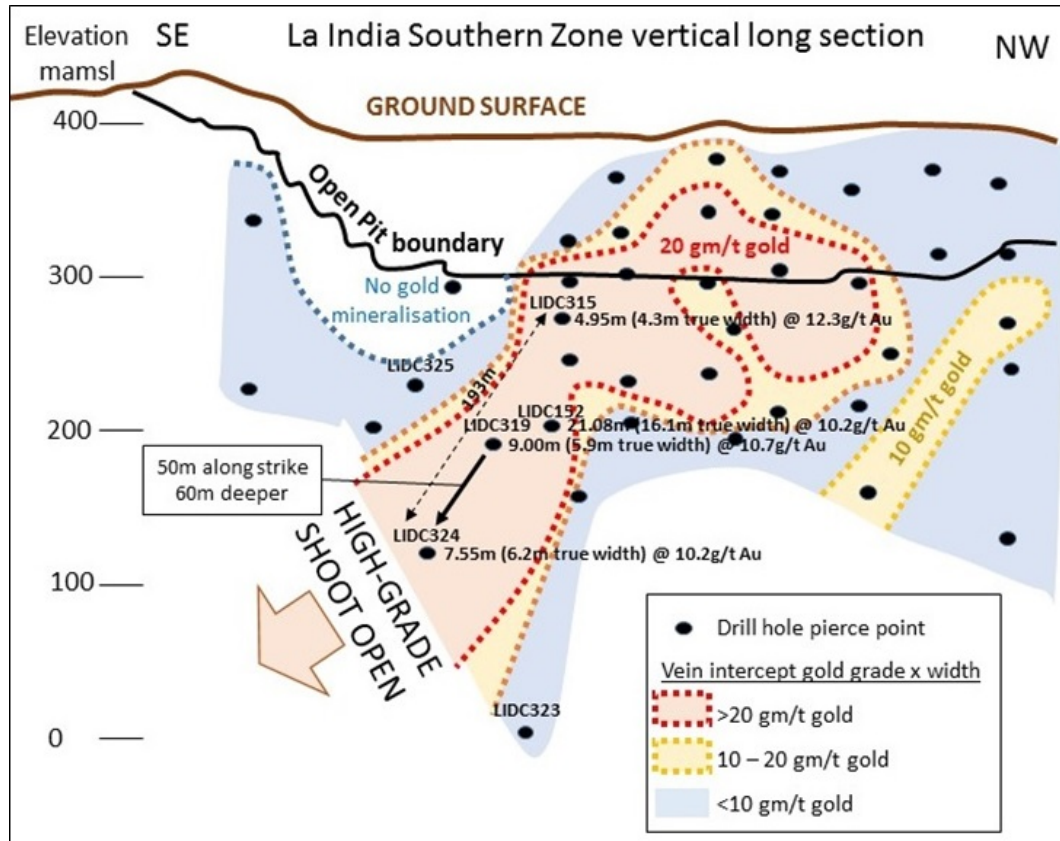 Elevation
mamsl
SE
La India Southern Zone vertical long section
NW
GROUND SURFACE
400
Open Pit
boundary
20 gm/t gold
300
No gold
mineralisation
LIDC315
4.95m (4.3m true width) @ 12.3g/t Au
LIDC325
193m
10 gm/t gold
LIDC152
200
21.08m (16.1m true width) @ 10.2g/t Au
LIDC319
9.00m (5.9m true width) @ 10.7g/t Au
50m along strike
60m deeper
LIDC324
7.55m (6.2m true width) @ 10.2g/t Au
100
HIGH-GRADE
SHOOT OPEN
LIDC323
0
Drill hole pierce point
Vein intercept gold grade x width
>20 gm/t gold
10 – 20 gm/t gold
<10 gm/t gold